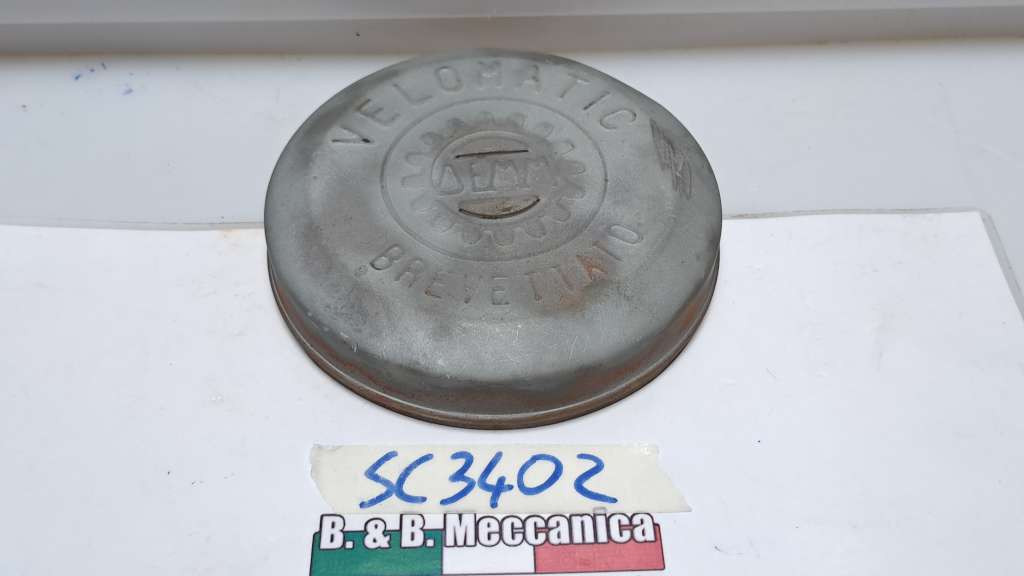 VELOMATIC
DEMM
BREVETTATO
SC3402
B. & B. Meccanica